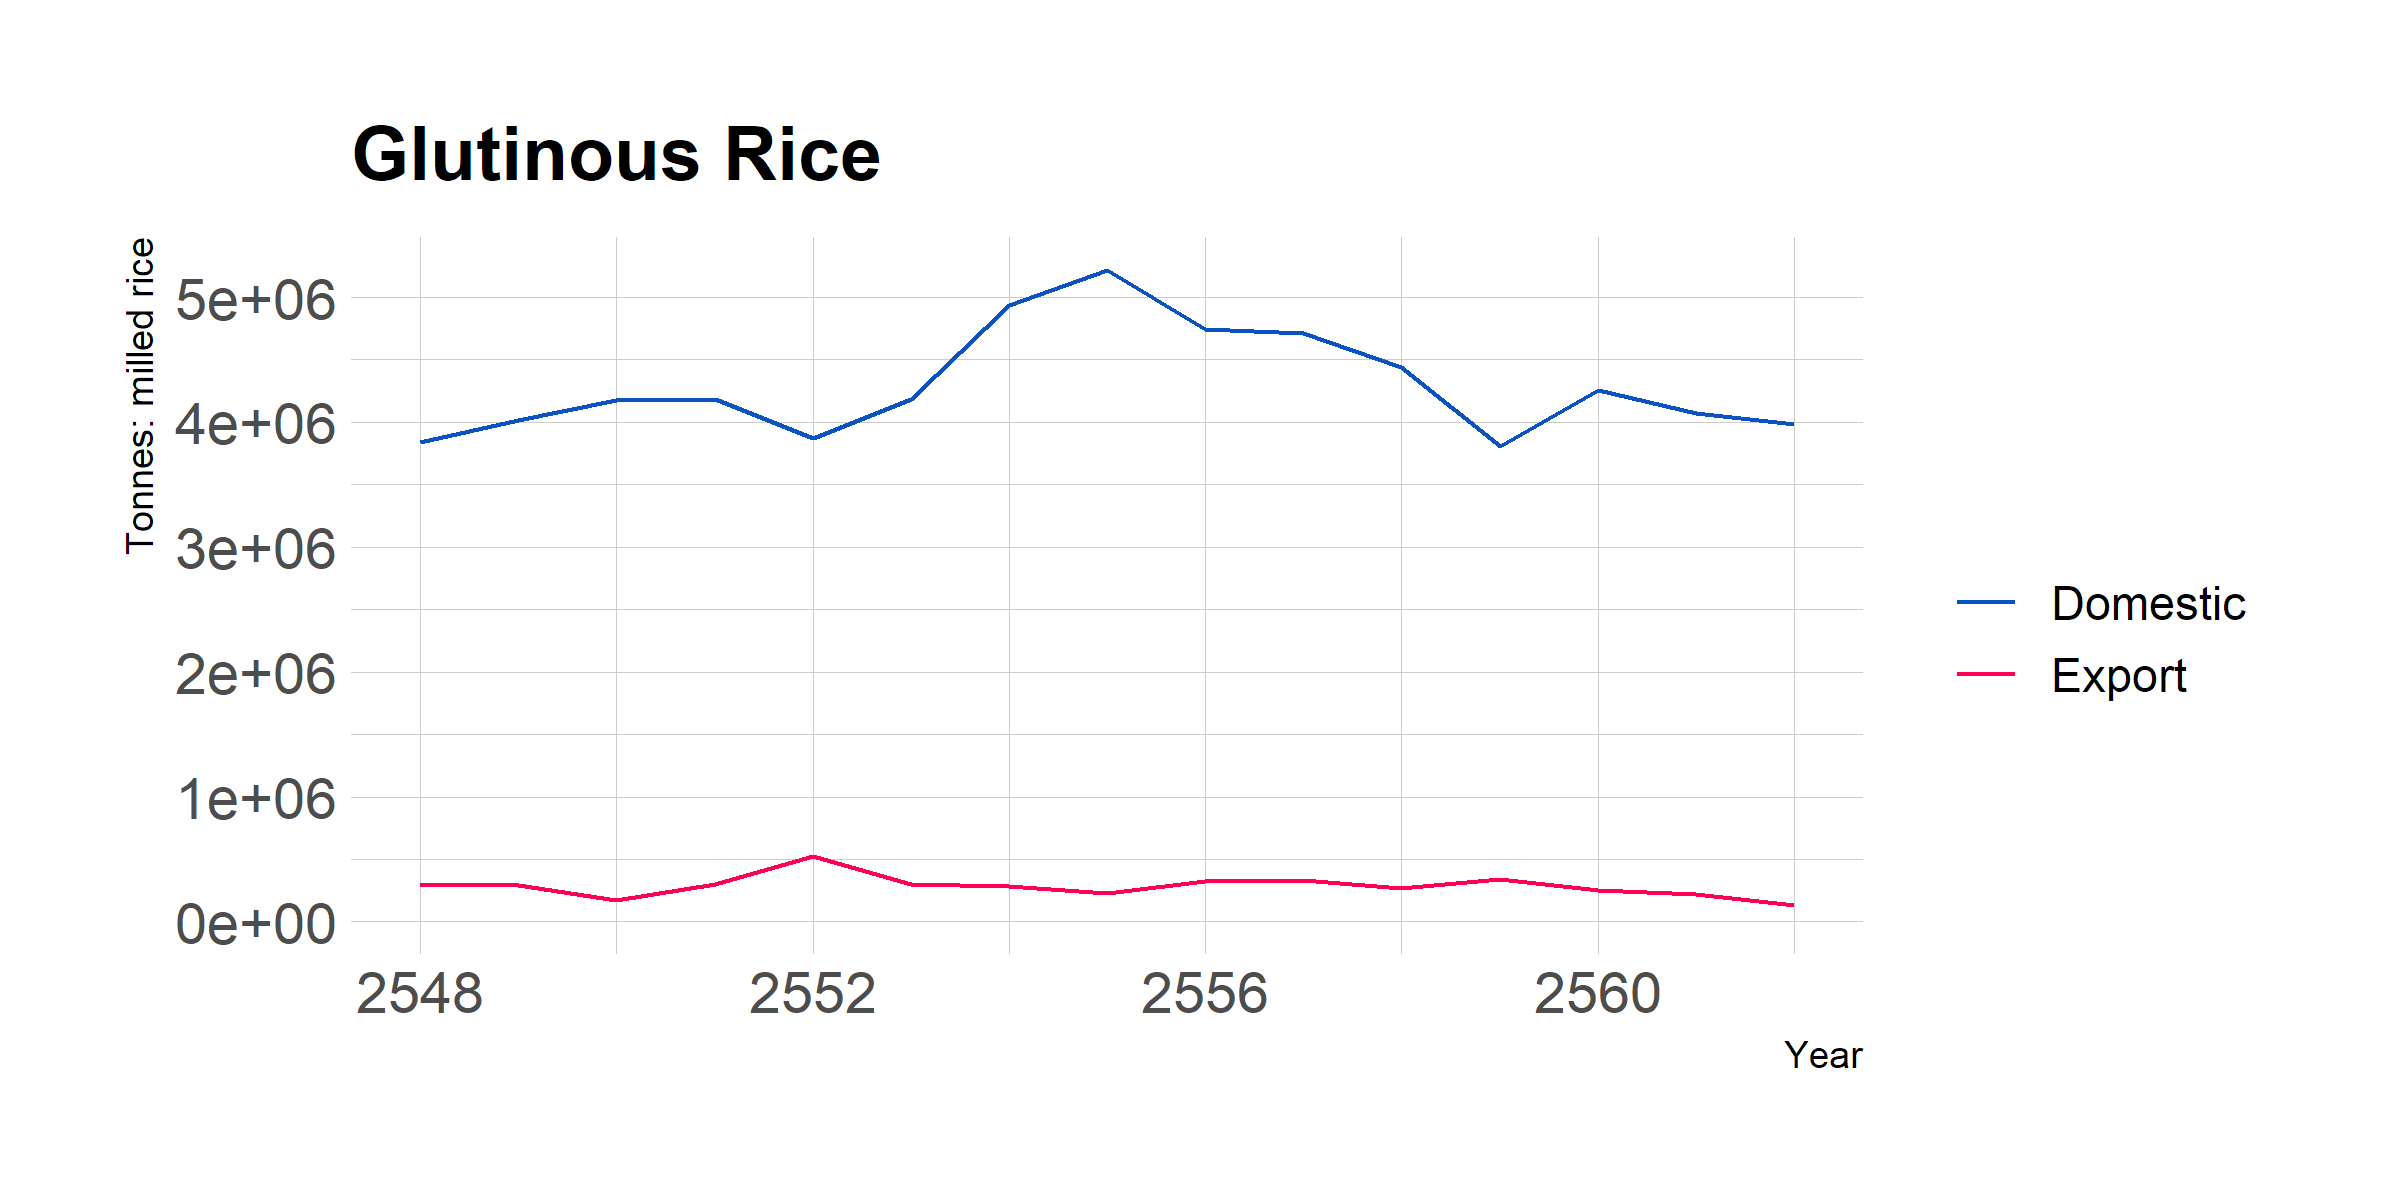 Glutinous Rice
Tonnes: milled rice
5e+06
4e+06
3e+06
2e+06
1e+06
0e+00
2548 2552 2556 2560
Year
Domestic
Export